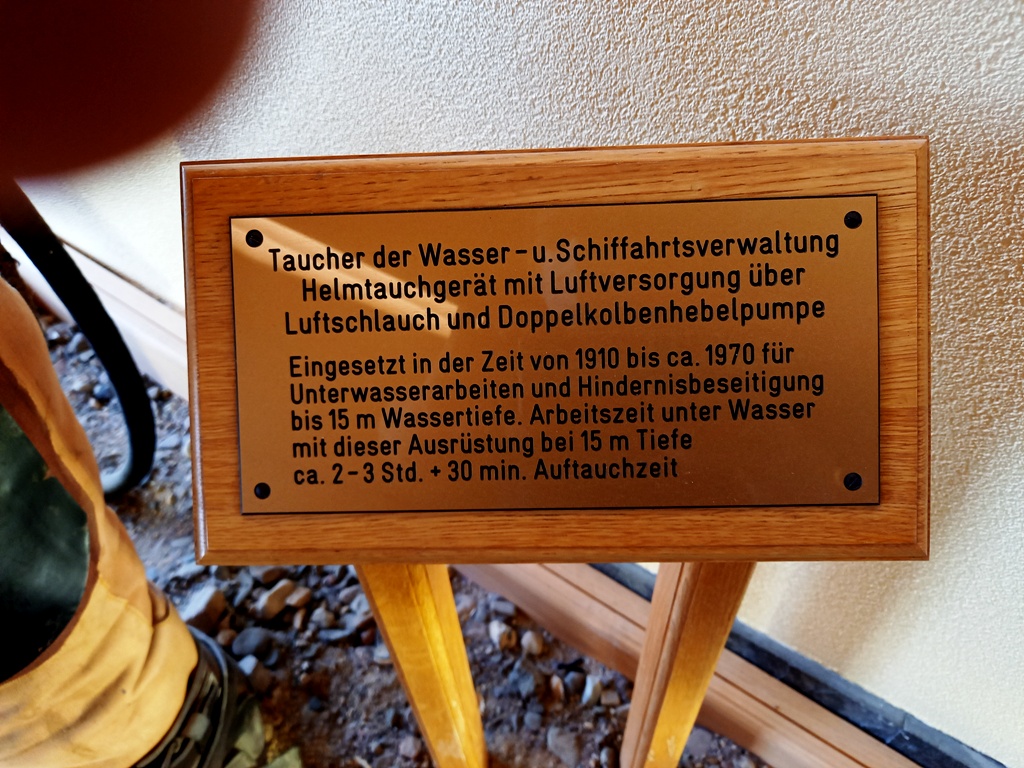 Taucher der Wasser-u. Schiffahrtsverwaltung
Helmtauchgerät mit Luftversorgung über
Luftschlauch und Doppelkolbenhebelpumpe
Eingesetzt in der Zeit von 1910 bis ca. 1970 für
Unterwasserarbeiten und Hindernisbeseitigung
bis 15 m Wassertiefe. Arbeitszeit unter Wasser
mit dieser Ausrüstung bei 15 m Tiefe
ca. 2-3 Std. + 30 min. Auftauchzeit